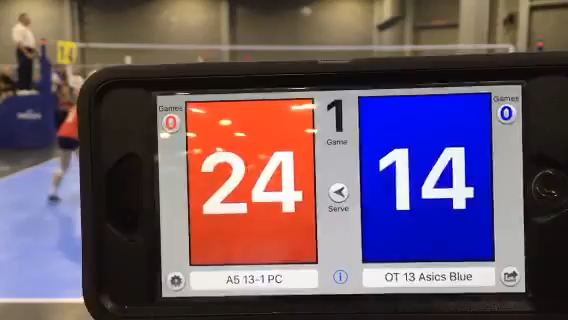 14
Games
0
24
A5 13-1 PC
1
Game
Serve
i
14
OT 13 Asics Blue
Games
0